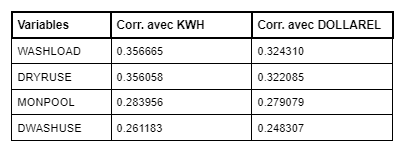 Variables Corr. avec KWH Corr. avec DOLLAREL
WASHLOAD 0.356665 0.324310
DRYRUSE 0.356058 0.322085
MONPOOL 0.283956 0.279079
DWASHUSE 0.261183 0.248307